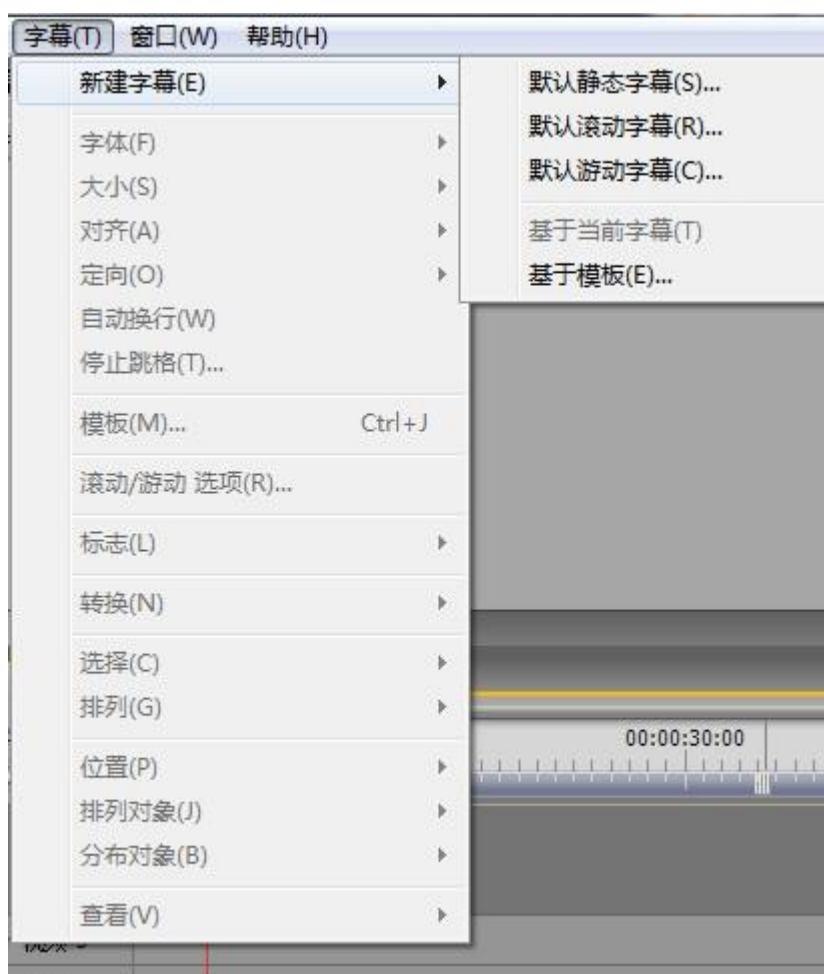 字幕(T) 窗口(W) 帮助(H)
新建字幕(E)
默认静态字幕(S)...
默认滚动字幕(R)...
默认游动字幕(C)...
基于当前字幕(T)
基于模板(E)...
字体(F)
大小(S)
对齐(A)
定向(O)
自动换行(W)
停止跳格(T)...
模板(M)... Ctrl+J
滚动/游动 选项(R)...
标志(L)
转换(N)
选择(C)
排列(G)
位置(P)
排列对象(J)
分布对象(B)
查看(V)
00:00:30:00